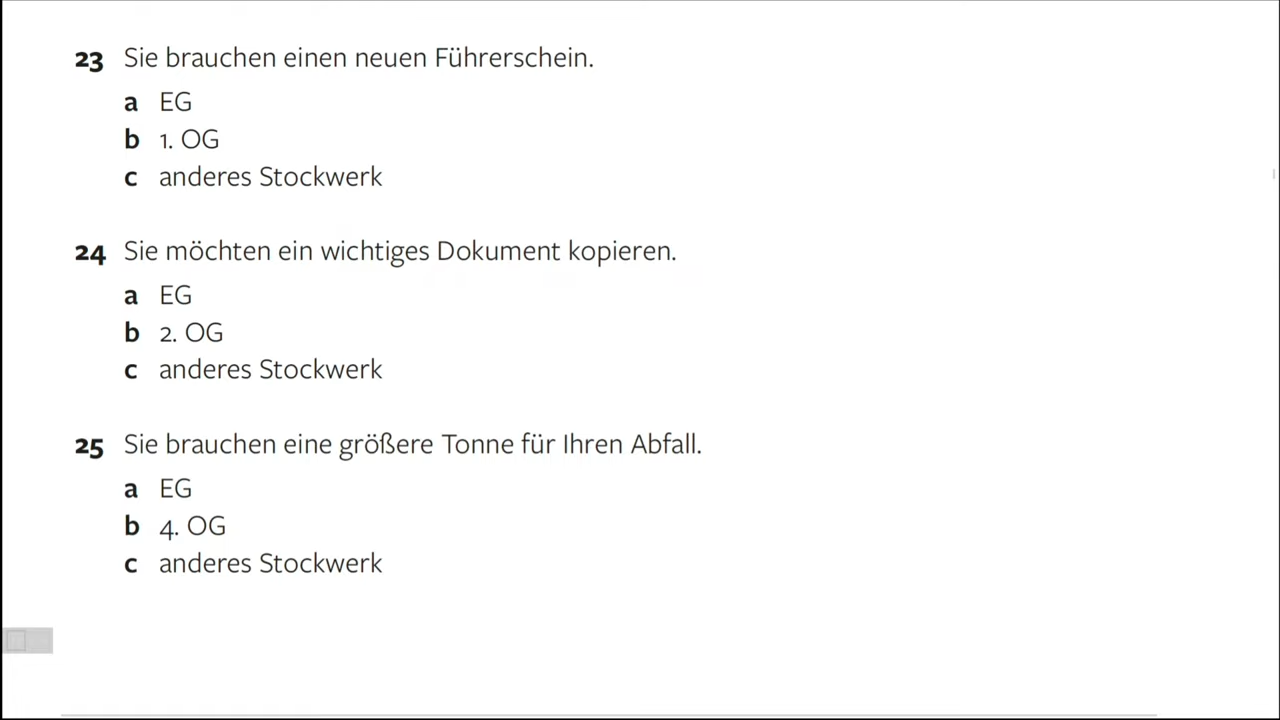 23 Sie brauchen einen neuen Führerschein.
a EG
b 1. OG
c anderes Stockwerk
24 Sie möchten ein wichtiges Dokument kopieren.
a EG
b 2. OG
c anderes Stockwerk
25 Sie brauchen eine größere Tonne für Ihren Abfall.
a EG
b 4. OG
c anderes Stockwerk